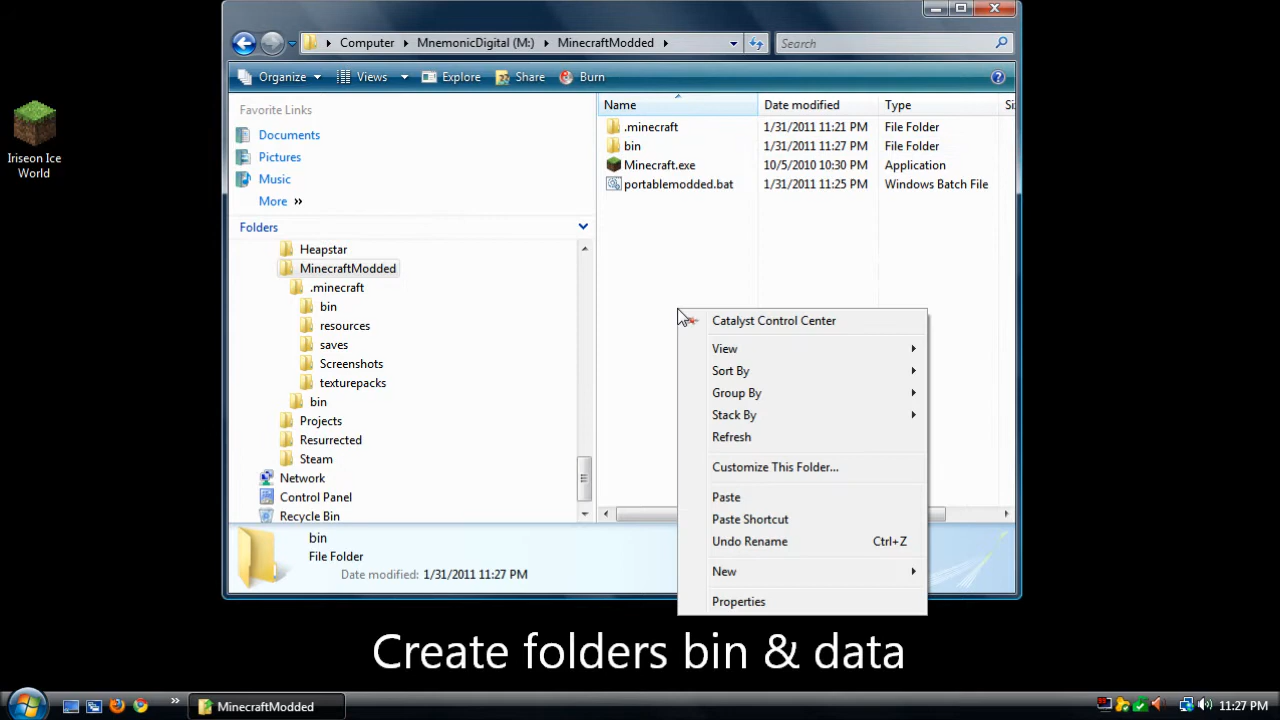 Iriseon Ice
World
Computer
MnemonicDigital (M:)
MinecraftModded
Search
Organize
Views
Explore
Share
Burn
Favorite Links
Documents
Pictures
Music
More »
Folders
Heapstar
MinecraftModded
.minecraft
bin
resources
saves
Screenshots
texturepacks
bin
Projects
Resurrected
Steam
Network
Control Panel
Recycle Bin
Name Date modified Type Si
.minecraft 1/31/2011 11:21 PM File Folder
bin 1/31/2011 11:27 PM File Folder
Minecraft.exe 10/5/2010 10:30 PM Application
portablemodded.bat 1/31/2011 11:25 PM Windows Batch File
Catalyst Control Center
View
Sort By
Group By
Stack By
Refresh
Customize This Folder...
Paste
Paste Shortcut
Undo Rename Ctrl+Z
New
Properties
bin
File Folder
Date modified: 1/31/2011 11:27 PM
Create folders bin & data
MinecraftModded
11:27 PM